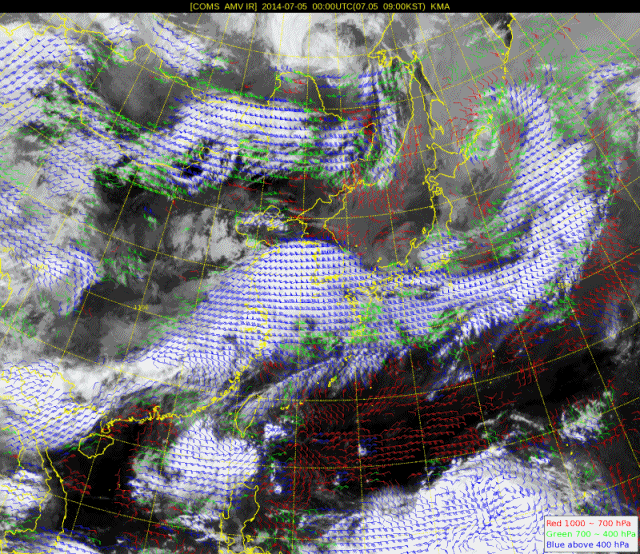 [COMS AMV IR] 2014-07-05 00:00UTC(07.05 09:00KST) KMA
Red 1000 ~ 700 hPa
Green 700 ~ 400 hPa
Blue above 400 hPa